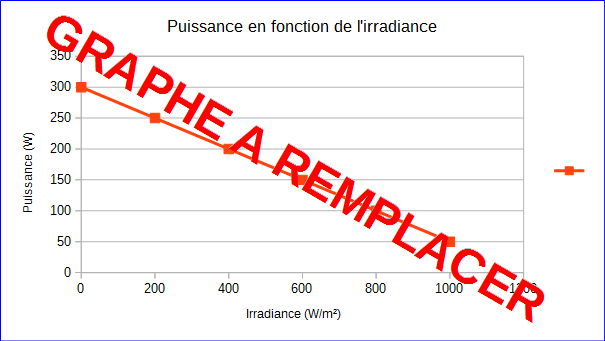 Puissance en fonction de l'irradiance
GRAPHE A REMPLACER
350
300
250
200
150
100
50
0
Puissance (W)
0 200 400 600 800 1000 1200
Irradiance (W/m²)